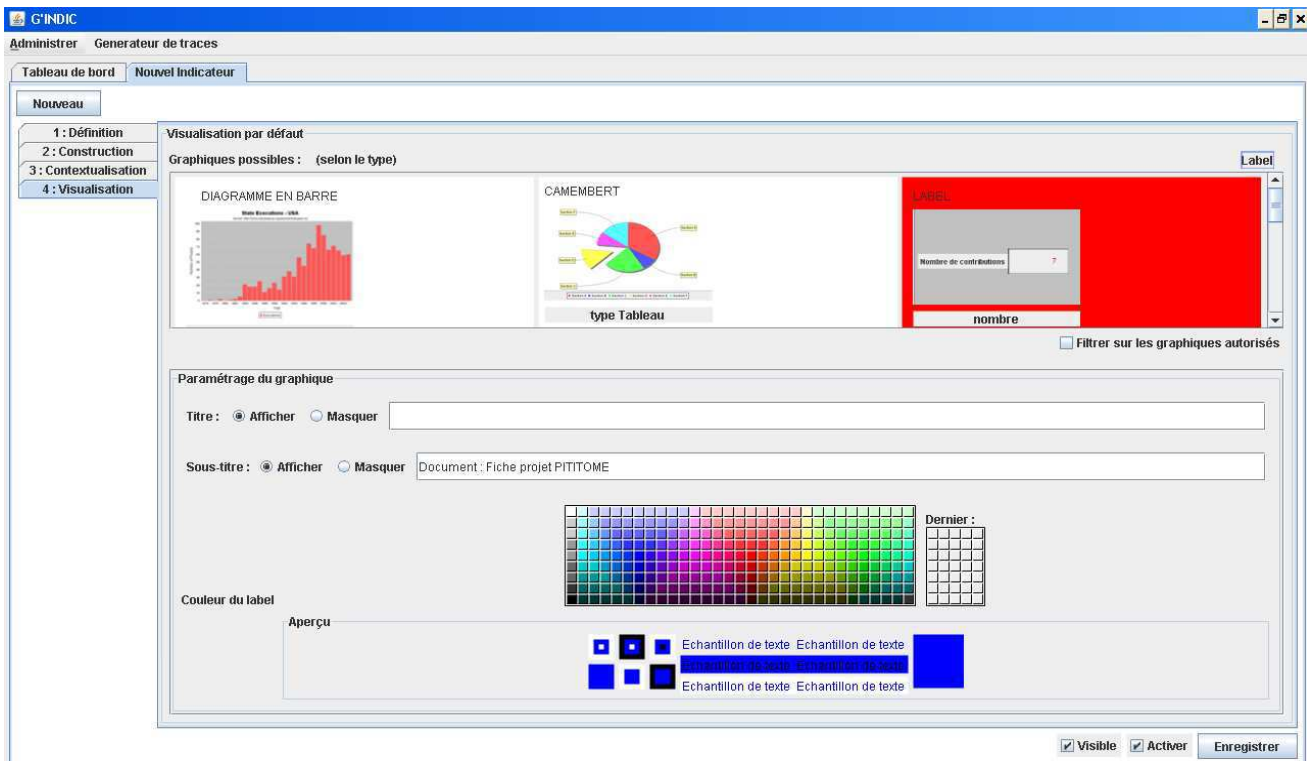 G'INDIC
Administrer Generateur de traces
Tableau de bord Nouvel Indicateur
Nouveau
1 : Définition
2 : Construction
3 : Contextualisation
4 : Visualisation
Visualisation par défaut
Graphiques possibles : (selon le type)
Label
DIAGRAMME EN BARRE
State Executions - USA
CAMEMBERT
type Tableau
LABEL
Nombre de contributions 7
nombre
Filtrer sur les graphiques autorisés
Paramétrage du graphique
Titre : Afficher Masquer
Sous-titre : Afficher Masquer Document : Fiche projet PITITOME
Dernier :
Couleur du label
Aperçu
Echantillon de texte Echantillon de texte
Echantillon de texte Echantillon de texte
Echantillon de texte Echantillon de texte
Visible Activer Enregistrer